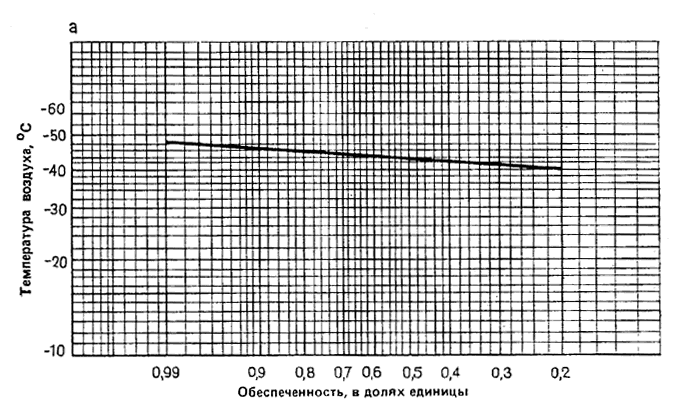 а
Температура воздуха, °С
-60
-50
-40
-30
-20
-10
0,99 0,9 0,8 0,7 0,6 0,5 0,4 0,3 0,2
Обеспеченность, в долях единицы